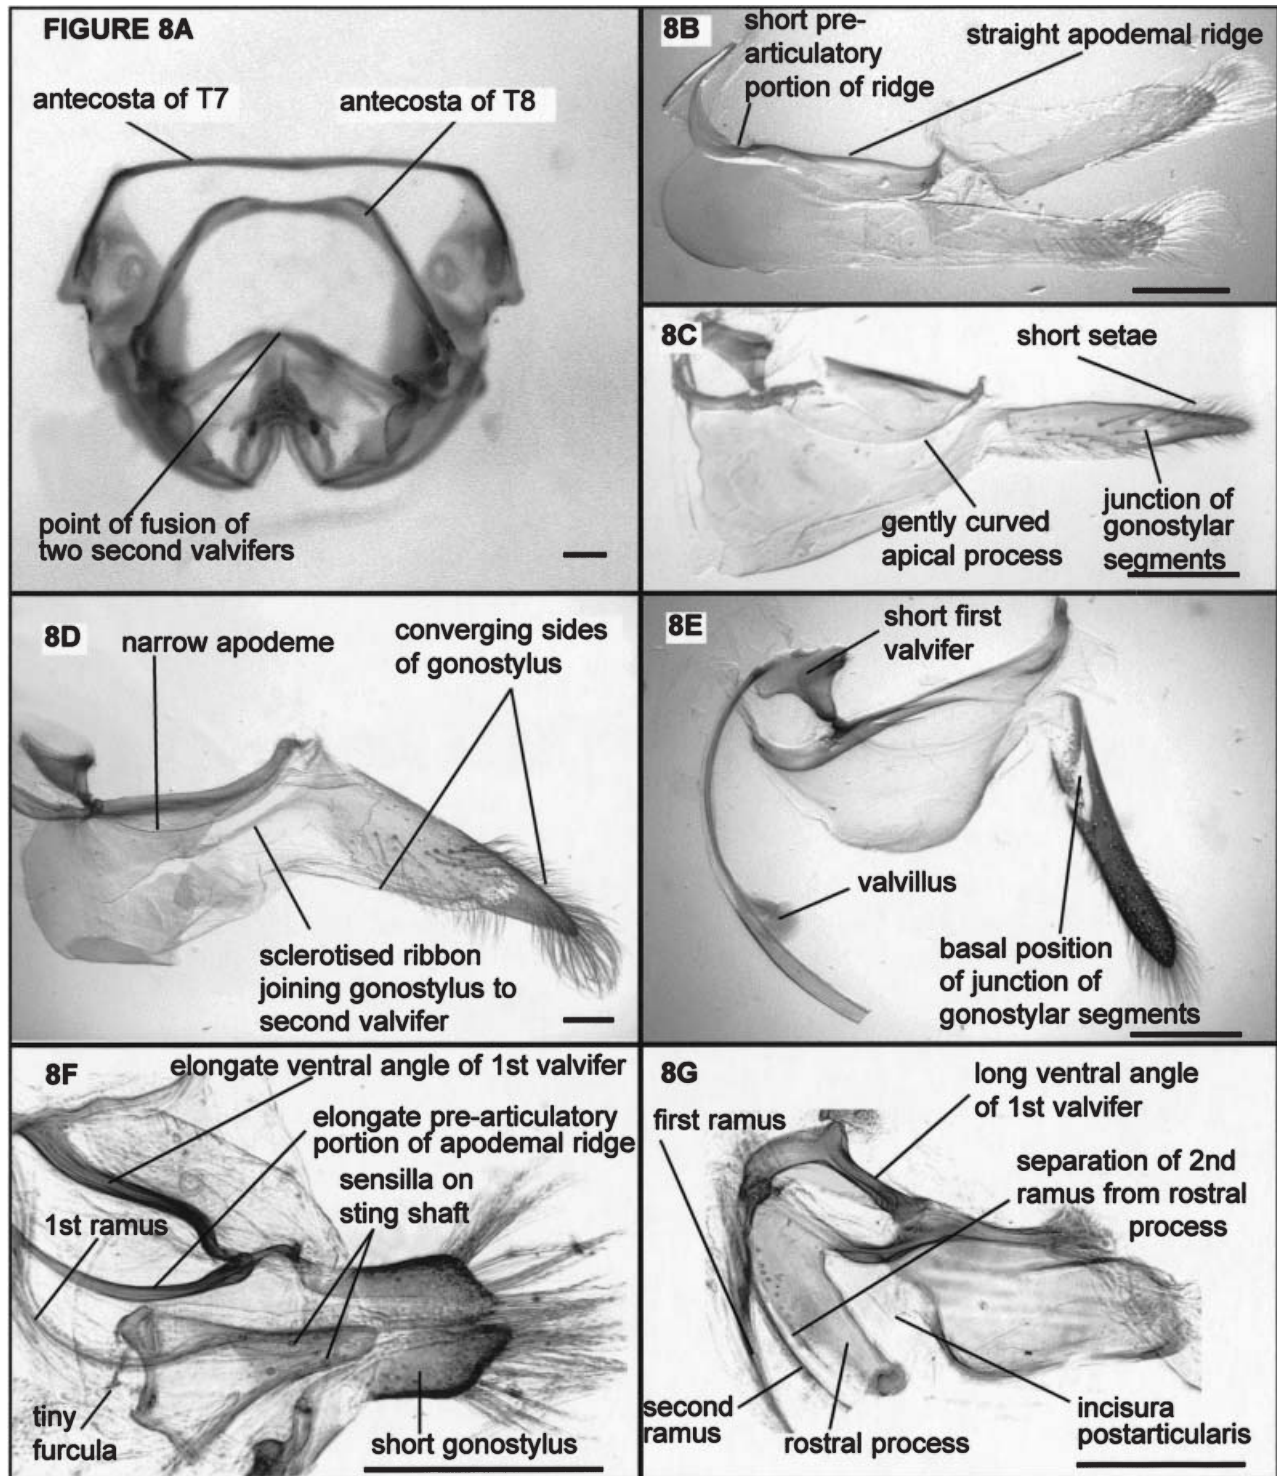 FIGURE 8A
antecosta of T7
antecosta of T8
point of fusion of
two second valvifers
8B
short pre-
articulatory
portion of ridge
straight apodemal ridge
8C
short setae
gently curved
apical process
junction of
gonostylar
segments
8D
narrow apodeme
converging sides
of gonostylus
sclerotised ribbon
joining gonostylus to
second valvifer
8E
short first
valvifer
valvillus
basal position
of junction of
gonostylar segments
8F
elongate ventral angle of 1st valvifer
elongate pre-articulatory
portion of apodemal ridge
sensilla on
sting shaft
1st ramus
tiny
furcula
short gonostylus
8G
long ventral angle
of 1st valvifer
first ramus
separation of 2nd
ramus from rostral
process
second
ramus
rostral process
incisura
postarticularis